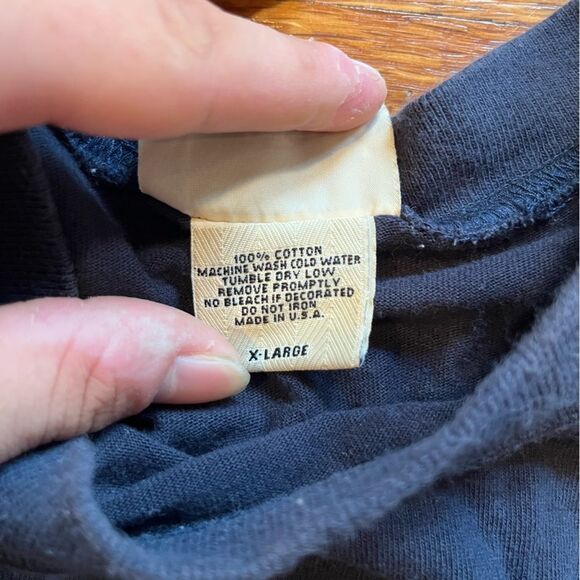 100% COTTON
MACHINE WASH COLD WATER
TUMBLE DRY LOW
REMOVE PROMPTLY
NO BLEACH IF DECORATED
DO NOT IRON
MADE IN U.S.A.
X-LARGE